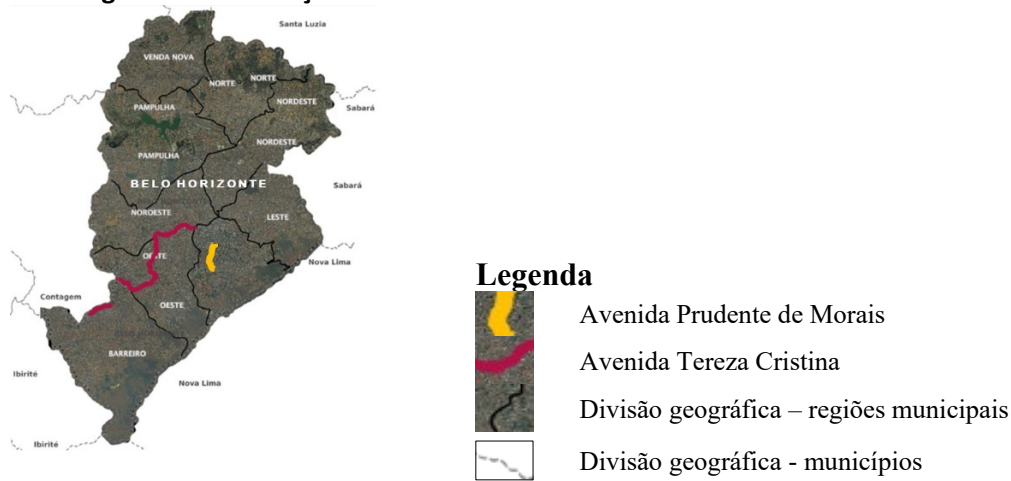 Santa Luzia
VENDA NOVA
NORTE
NORTE
NORDESTE
PAMPULHA
Sabará
NORDESTE
PAMPULHA
BELO HORIZONTE
Sabará
NOROESTE
LESTE
OESTE
Nova Lima
Contagem
OESTE
BARREIRO
Ibirité
Nova Lima
Ibirité
Legenda
Avenida Prudente de Morais
Avenida Tereza Cristina
Divisão geográfica – regiões municipais
Divisão geográfica - municípios